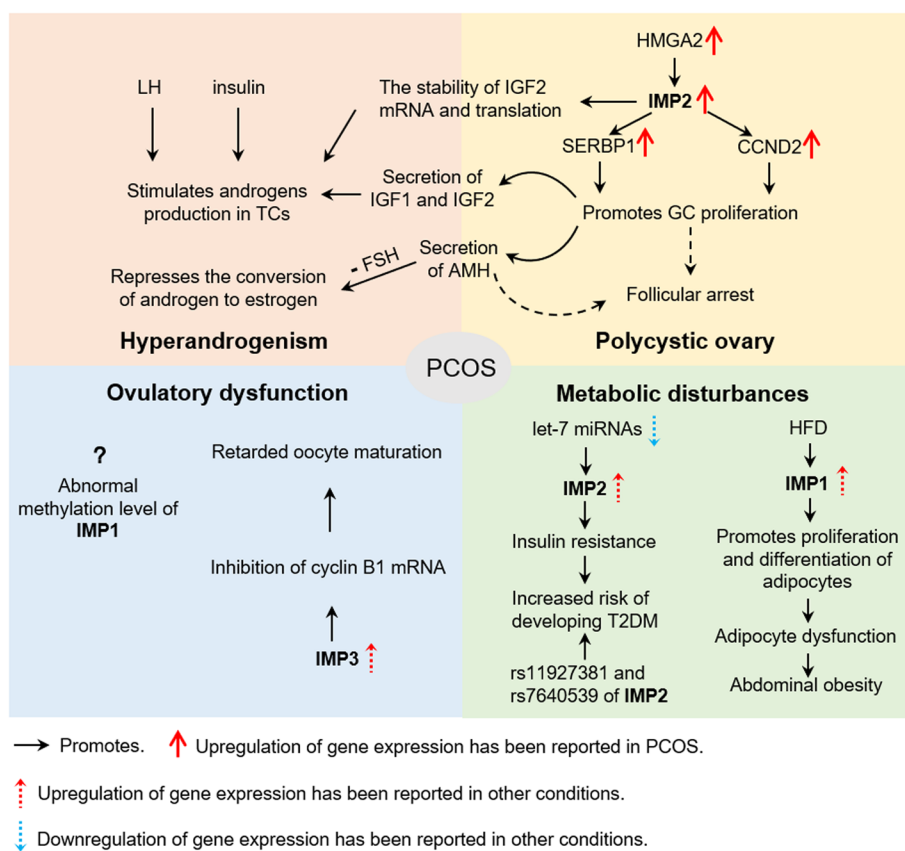 HMGA2
LH
insulin
The stability of IGF2
mRNA and translation
IMP2
SERBP1
CCND2
Stimulates androgens
production in TCs
Secretion of
IGF1 and IGF2
Promotes GC proliferation
Secretion
of AMH
- FSH
Represses the conversion
of androgen to estrogen
Follicular arrest
Hyperandrogenism
Polycystic ovary
PCOS
Ovulatory dysfunction
?
Abnormal
methylation level of
IMP1
Retarded oocyte maturation
Inhibition of cyclin B1 mRNA
IMP3
Metabolic disturbances
let-7 miRNAs
IMP2
Insulin resistance
Increased risk of
developing T2DM
rs11927381 and
rs7640539 of IMP2
HFD
IMP1
Promotes proliferation
and differentiation of
adipocytes
Adipocyte dysfunction
Abdominal obesity
Promotes.
Upregulation of gene expression has been reported in PCOS.
Upregulation of gene expression has been reported in other conditions.
Downregulation of gene expression has been reported in other conditions.